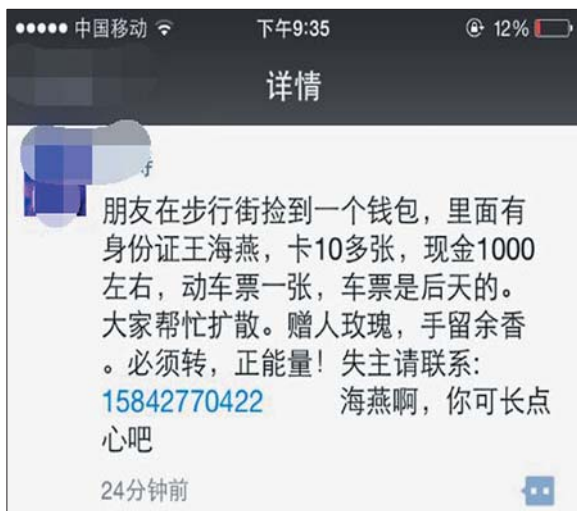 中国移动 下午9:35 12%
详情
朋友在步行街捡到一个钱包，里面有
身份证王海燕，卡10多张，现金1000
左右，动车票一张，车票是后天的。
大家帮忙扩散。赠人玫瑰，手留余香
。必须转，正能量！失主请联系:
15842770422 海燕啊，你可长点
心吧
24分钟前